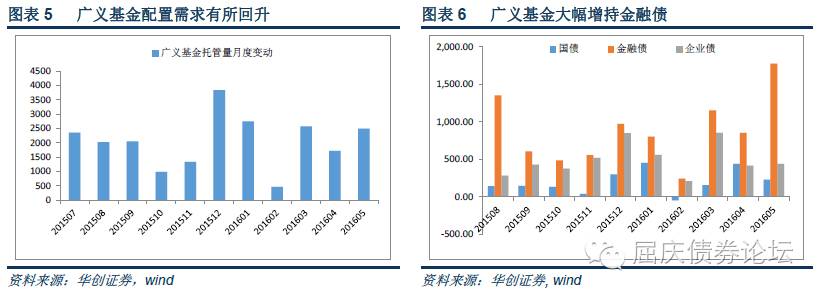 图表 5 广义基金配置需求有所回升
广义基金托管量月度变动
4500
4000
3500
3000
2500
2000
1500
1000
500
0
201507 201508 201509 201510 201511 201512 201601 201602 201603 201604 201605
资料来源：华创证券，wind
图表 6 广义基金大幅增持金融债
国债 金融债 企业债
2,000.00
1,500.00
1,000.00
500.00
0.00
-500.00
201508 201509 201510 201511 201512 201601 201602 201603 201604 201605
屈庆债券论坛
资料来源：华创证券, wind